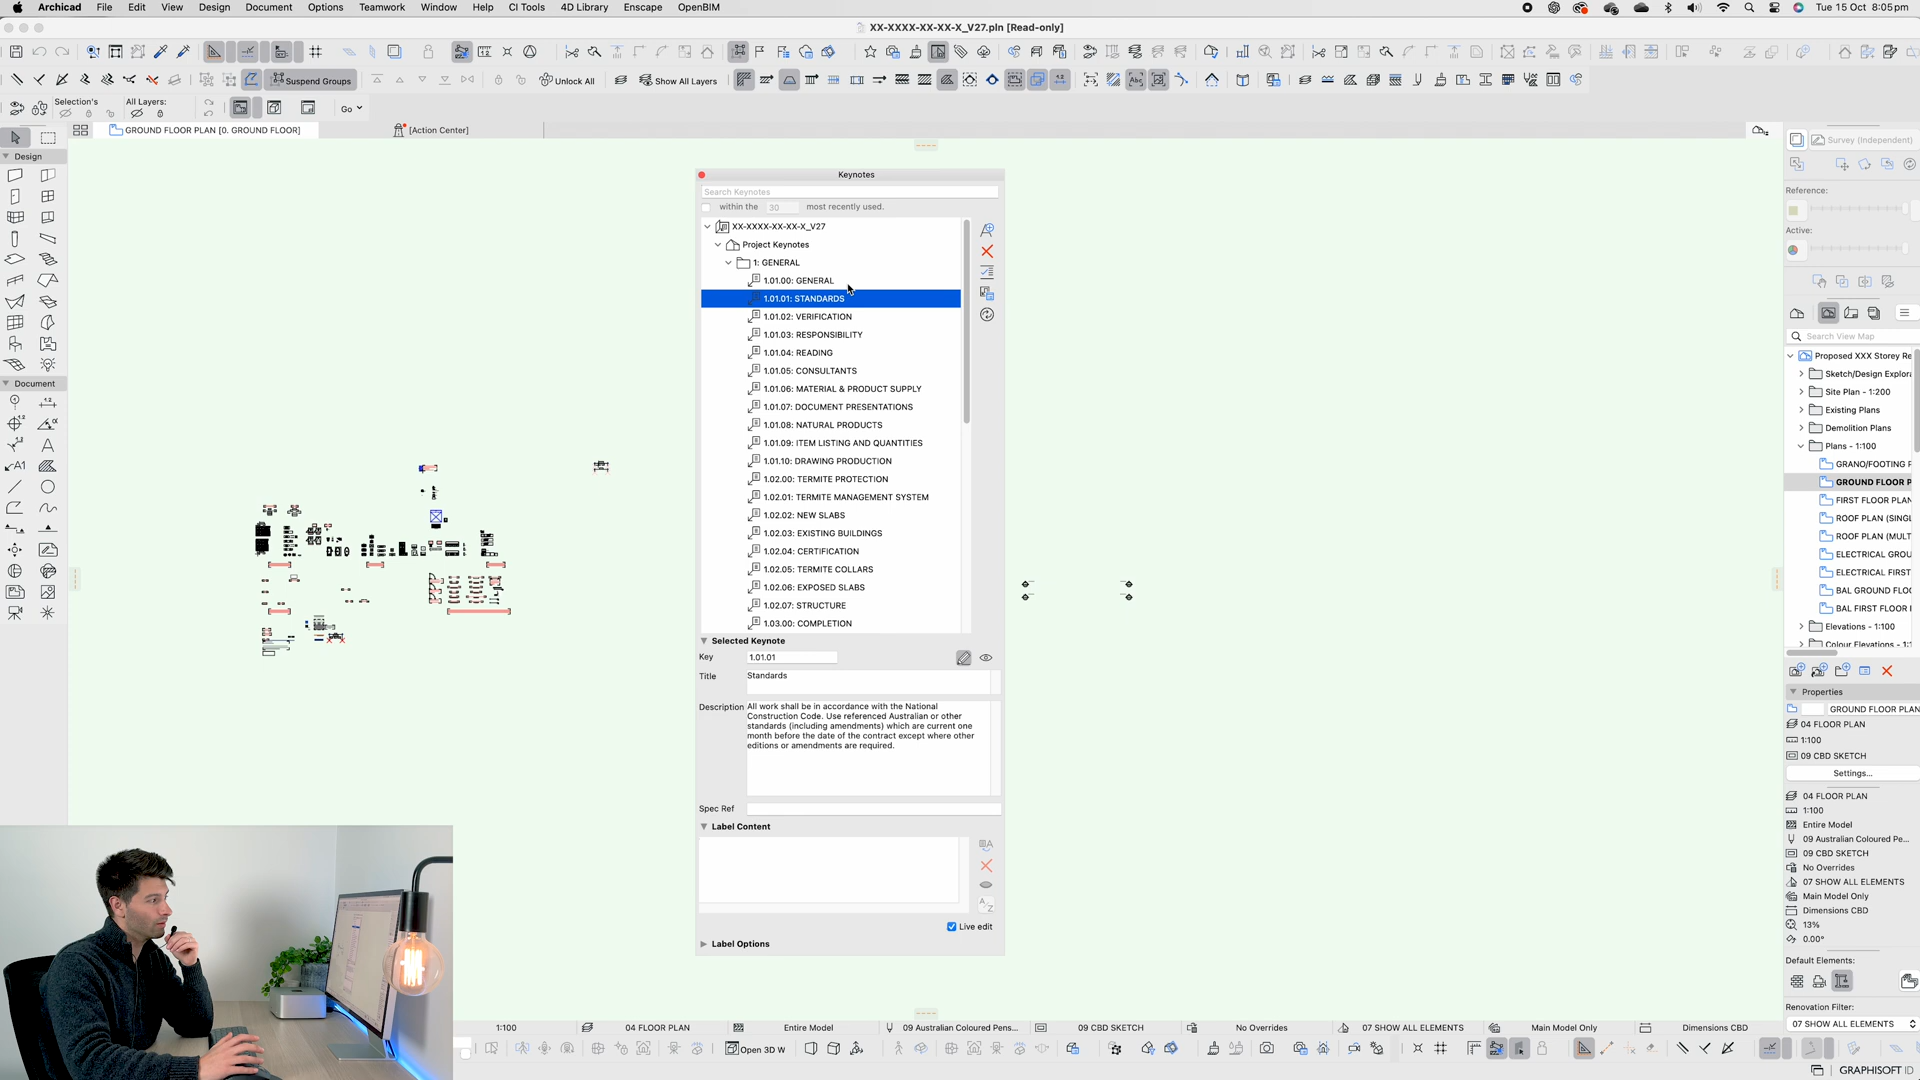 Archicad File Edit View Design Document Options Teamwork Window Help CI Tools 4D Library Enscape OpenBIM
Tue 15 Oct 8:05pm
XX-XXXX-XX-XX-X_V27.pln [Read-only]
Suspend Groups
Unlock All
Show All Layers
Selection's
All Layers:
Go
GROUND FLOOR PLAN [0. GROUND FLOOR]
[Action Center]
Design
Document
Keynotes
Search Keynotes
within the 30 most recently used.
XX-XXXX-XX-XX-X_V27
Project Keynotes
1: GENERAL
1.01.00: GENERAL
1.01.01: STANDARDS
1.01.02: VERIFICATION
1.01.03: RESPONSIBILITY
1.01.04: READING
1.01.05: CONSULTANTS
1.01.06: MATERIAL & PRODUCT SUPPLY
1.01.07: DOCUMENT PRESENTATIONS
1.01.08: NATURAL PRODUCTS
1.01.09: ITEM LISTING AND QUANTITIES
1.01.10: DRAWING PRODUCTION
1.02.00: TERMITE PROTECTION
1.02.01: TERMITE MANAGEMENT SYSTEM
1.02.02: NEW SLABS
1.02.03: EXISTING BUILDINGS
1.02.04: CERTIFICATION
1.02.05: TERMITE COLLARS
1.02.06: EXPOSED SLABS
1.02.07: STRUCTURE
1.03.00: COMPLETION
Selected Keynote
Key 1.01.01
Title Standards
Description All work shall be in accordance with the National
Construction Code. Use referenced Australian or other
standards (including amendments) which are current one
month before the date of the contract except where other
editions or amendments are required.
Spec Ref
Label Content
Live edit
Label Options
Survey (Independent)
Reference:
Active:
Search View Map
Proposed XXX Storey Re
Sketch/Design Explora
Site Plan - 1:200
Existing Plans
Demolition Plans
Plans - 1:100
GRANO/FOOTING P
GROUND FLOOR P
FIRST FLOOR PLAN
ROOF PLAN (SINGL
ROOF PLAN (MULT
ELECTRICAL GROU
ELECTRICAL FIRST
BAL GROUND FLOO
BAL FIRST FLOOR
Elevations - 1:100
Colour Elevations - 1:1
Properties
GROUND FLOOR PLAN
04 FLOOR PLAN
1:100
09 CBD SKETCH
Settings...
04 FLOOR PLAN
1:100
Entire Model
09 Australian Coloured Pe...
09 CBD SKETCH
No Overrides
07 SHOW ALL ELEMENTS
Main Model Only
Dimensions CBD
13%
0.00°
Default Elements:
Renovation Filter:
07 SHOW ALL ELEMENTS
1:100 04 FLOOR PLAN Entire Model 09 Australian Coloured Pens... 09 CBD SKETCH No Overrides 07 SHOW ALL ELEMENTS Main Model Only Dimensions CBD
Open 3D W
GRAPHISOFT ID